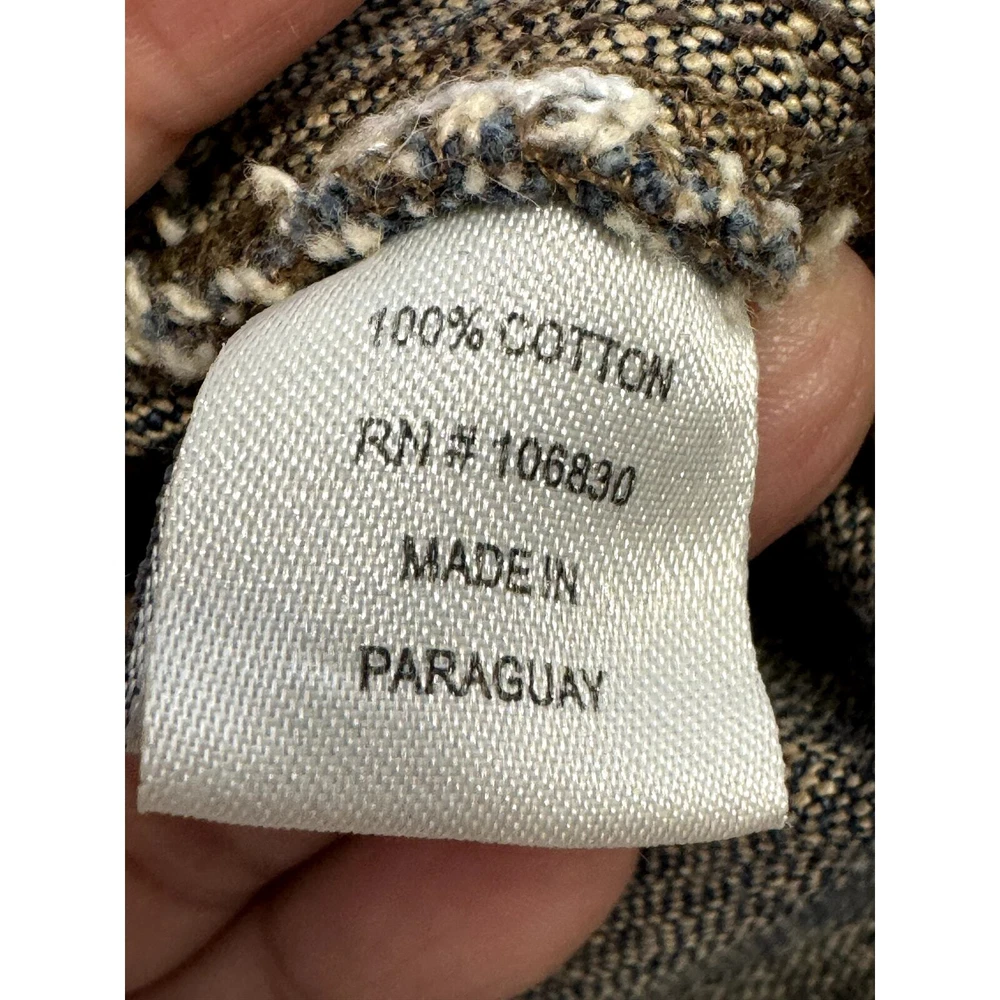 100% COTTON
RN # 106830
MADE IN
PARAGUAY